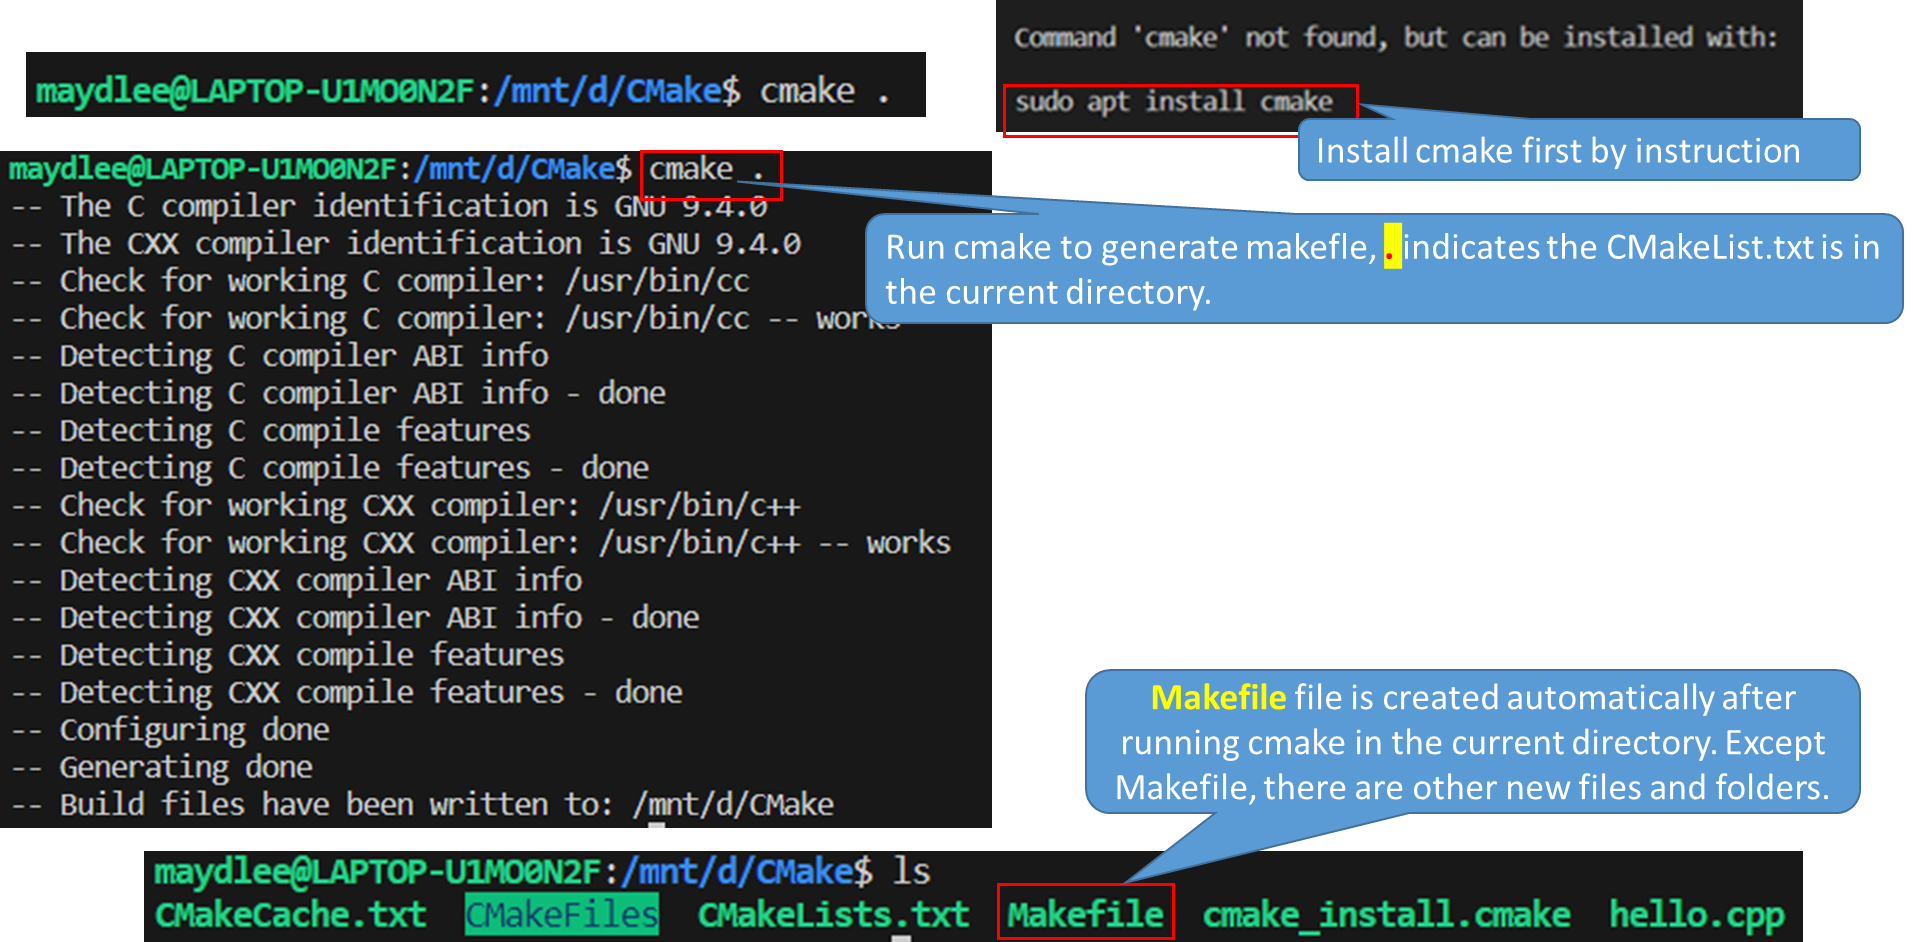 Command 'cmake' not found, but can be installed with:
maydlee@LAPTOP-U1MO0N2F:/mnt/d/CMake$ cmake .
sudo apt install cmake
Install cmake first by instruction
maydlee@LAPTOP-U1MO0N2F:/mnt/d/CMake$ cmake .
-- The C compiler identification is GNU 9.4.0
-- The CXX compiler identification is GNU 9.4.0
-- Check for working C compiler: /usr/bin/cc
-- Check for working C compiler: /usr/bin/cc -- works
-- Detecting C compiler ABI info
-- Detecting C compiler ABI info - done
-- Detecting C compile features
-- Detecting C compile features - done
-- Check for working CXX compiler: /usr/bin/c++
-- Check for working CXX compiler: /usr/bin/c++ -- works
-- Detecting CXX compiler ABI info
-- Detecting CXX compiler ABI info - done
-- Detecting CXX compile features
-- Detecting CXX compile features - done
-- Configuring done
-- Generating done
-- Build files have been written to: /mnt/d/CMake
Run cmake to generate makefle, . indicates the CMakeList.txt is in
the current directory.
Makefile file is created automatically after
running cmake in the current directory. Except
Makefile, there are other new files and folders.
maydlee@LAPTOP-U1MO0N2F:/mnt/d/CMake$ ls
CMakeCache.txt CMakeFiles CMakeLists.txt Makefile cmake_install.cmake hello.cpp